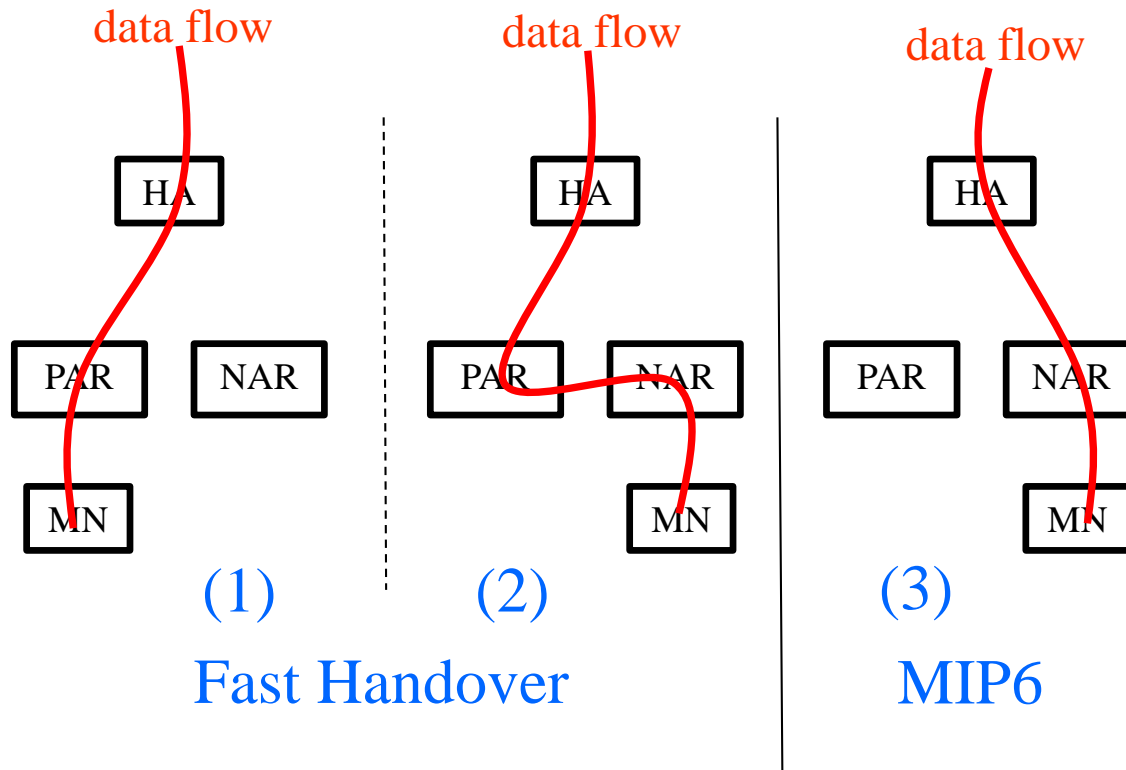 data flow
data flow
data flow
HA
HA
HA
PAR
NAR
PAR
NAR
PAR
NAR
MN
MN
MN
(1)
(2)
(3)
Fast Handover
MIP6